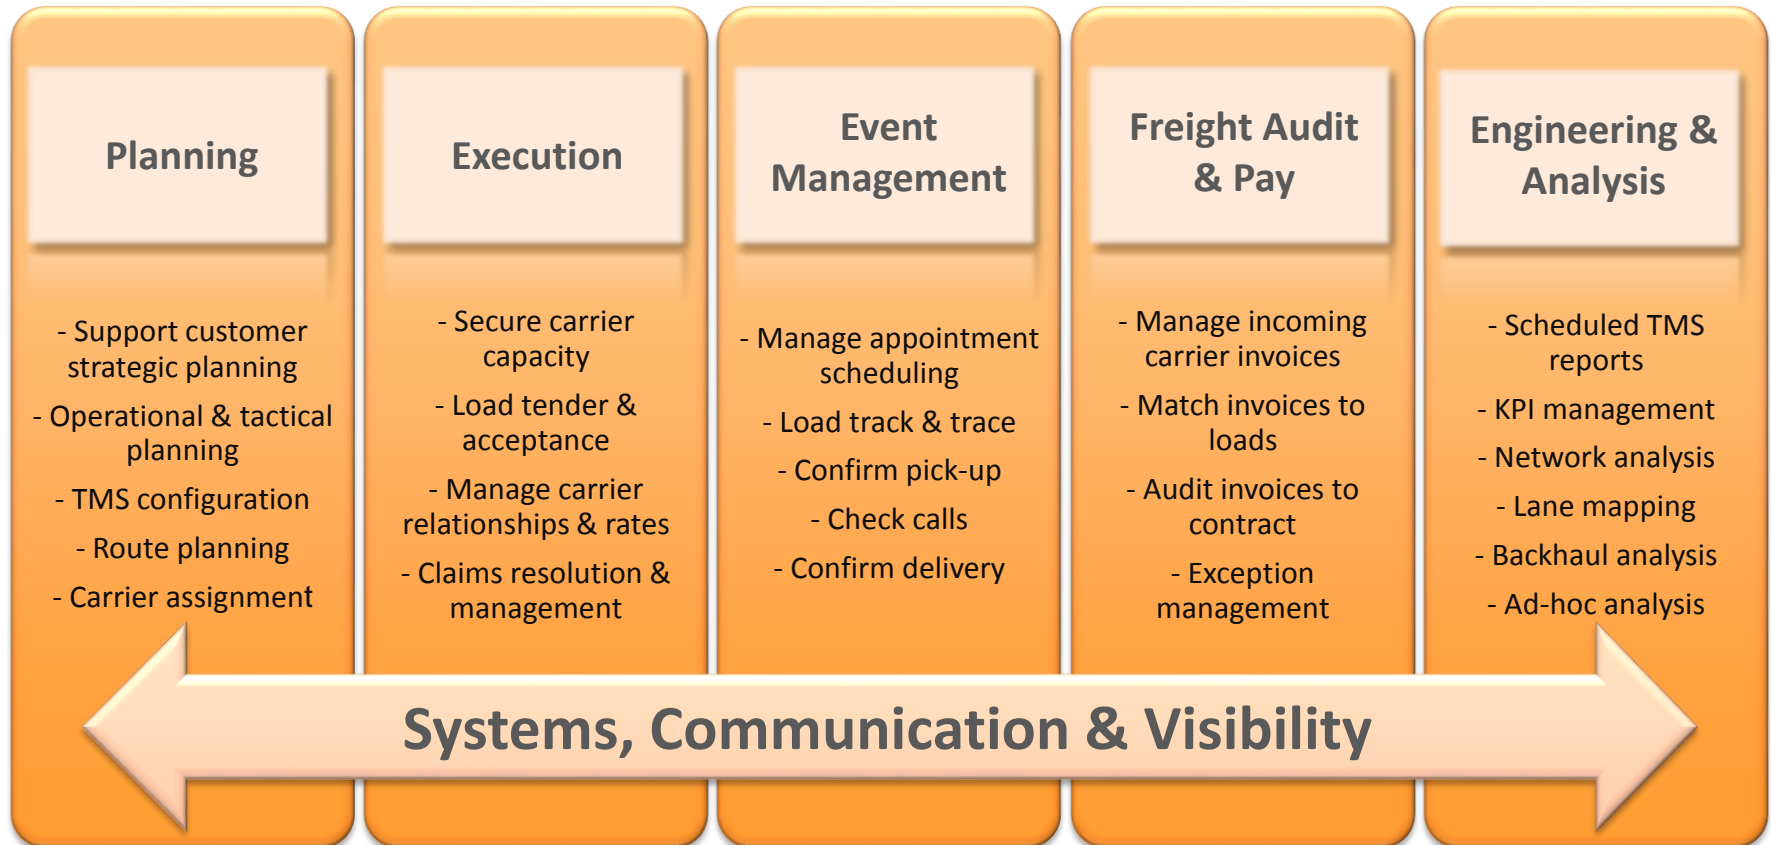 Planning
- Support customer
strategic planning
- Operational & tactical
planning
- TMS configuration
- Route planning
- Carrier assignment
Execution
- Secure carrier
capacity
- Load tender &
acceptance
- Manage carrier
relationships & rates
- Claims resolution &
management
Event
Management
- Manage appointment
scheduling
- Load track & trace
- Confirm pick-up
- Check calls
- Confirm delivery
Freight Audit
& Pay
- Manage incoming
carrier invoices
- Match invoices to
loads
- Audit invoices to
contract
- Exception
management
Engineering &
Analysis
- Scheduled TMS
reports
- KPI management
- Network analysis
- Lane mapping
- Backhaul analysis
- Ad-hoc analysis
Systems, Communication & Visibility